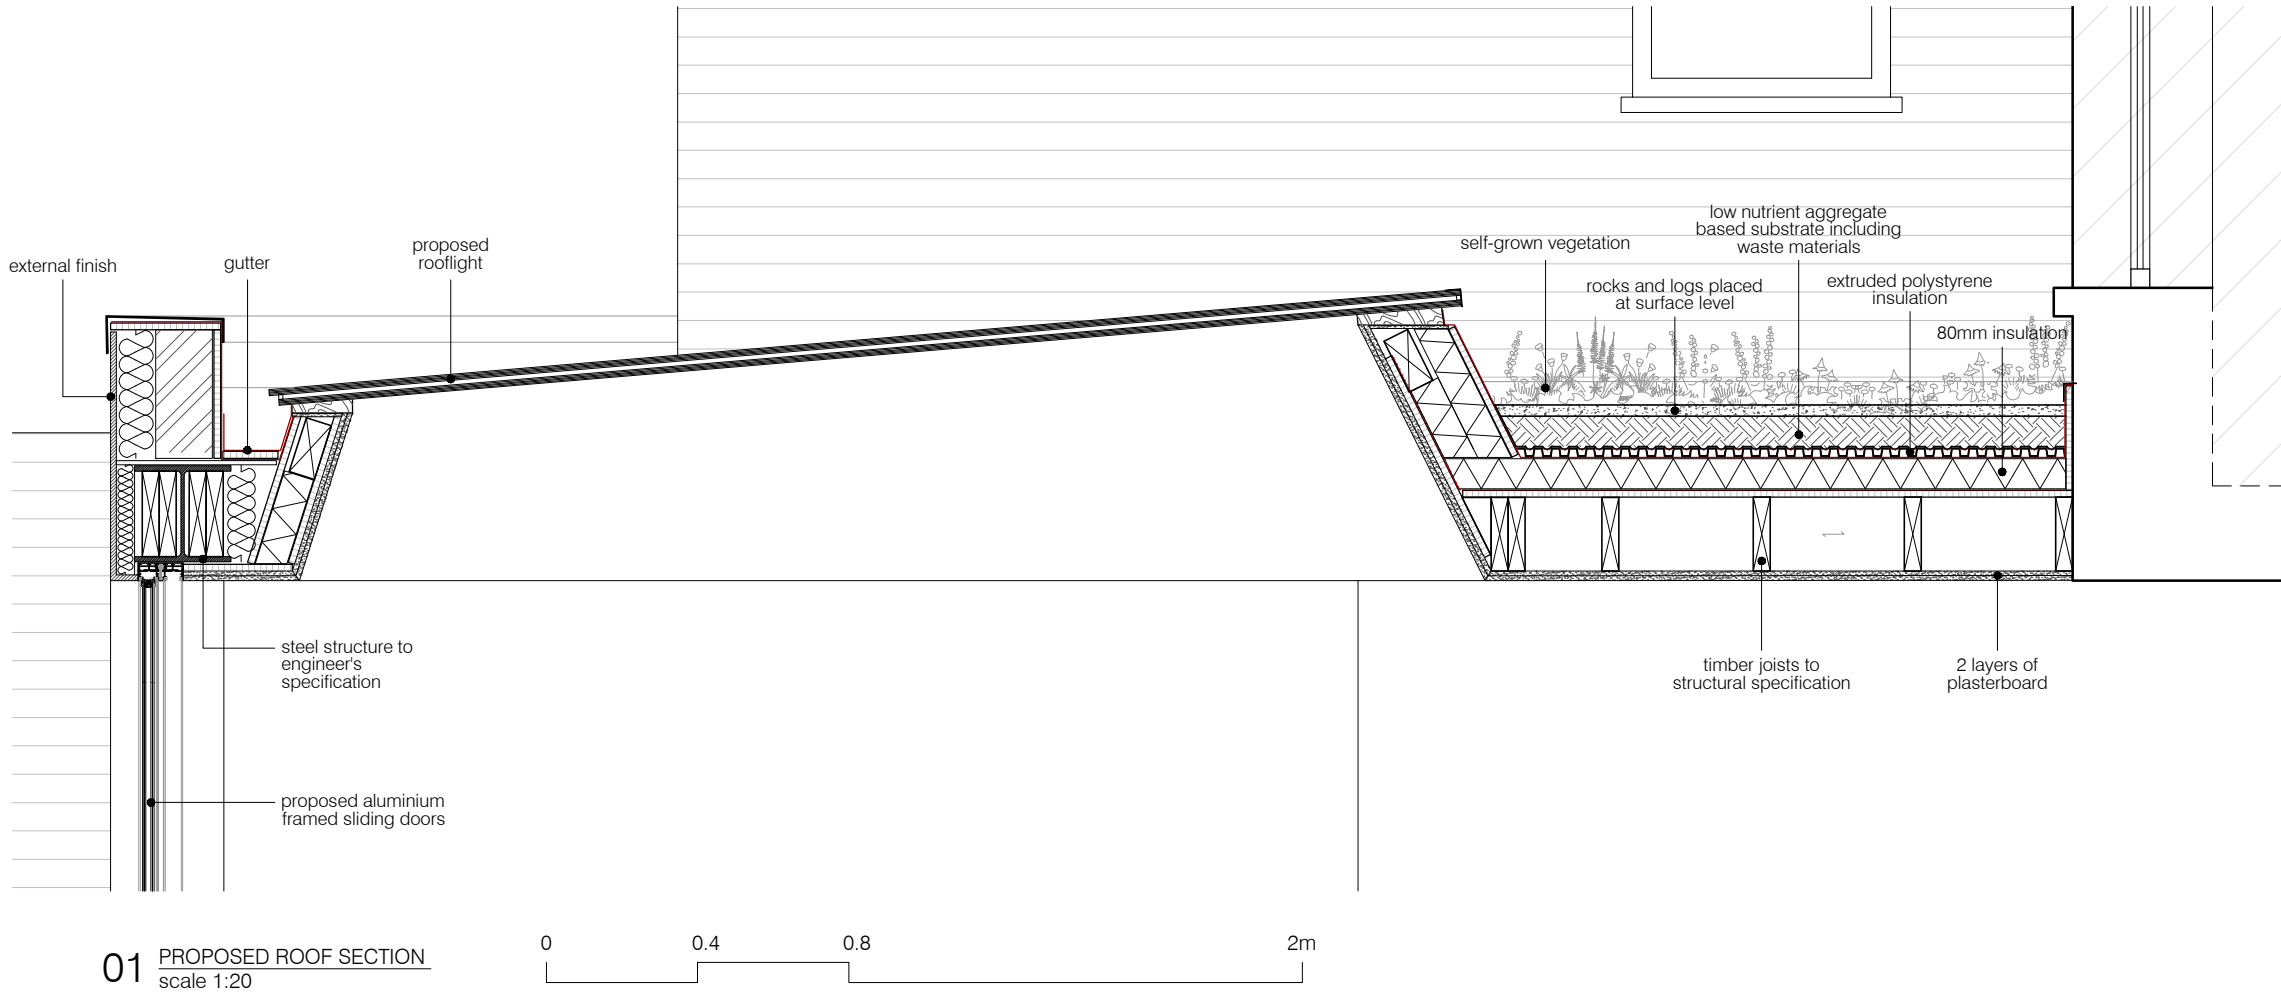 low nutrient aggregate
based substrate including
waste materials
self-grown vegetation
proposed
rooflight
external finish
gutter
rocks and logs placed
at surface level
extruded polystyrene
insulation
80mm insulation
steel structure to
engineer's
specification
timber joists to
structural specification
2 layers of
plasterboard
proposed aluminium
framed sliding doors
01 PROPOSED ROOF SECTION
scale 1:20
0 0.4 0.8 2m